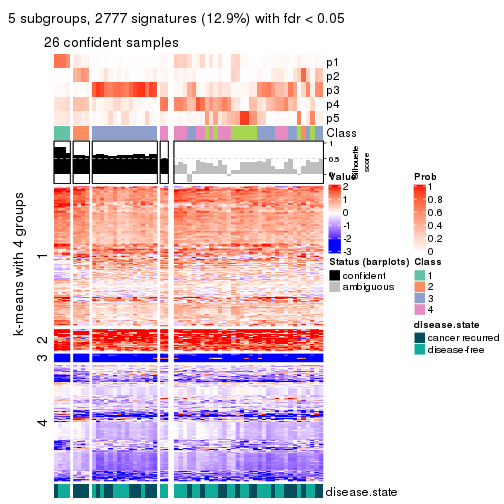 5 subgroups, 2777 signatures (12.9%) with fdr < 0.05
26 confident samples
p1
p2
p3
p4
p5
Class
1
0.5
0
Silhouette
score
k-means with 4 groups
1
2
3
4
disease.state
Value
2
1
0
-1
-2
-3
Prob
1
0.8
0.6
0.4
0.2
0
Status (barplots)
confident
ambiguous
Class
1
2
3
4
disease.state
cancer recurred
disease-free